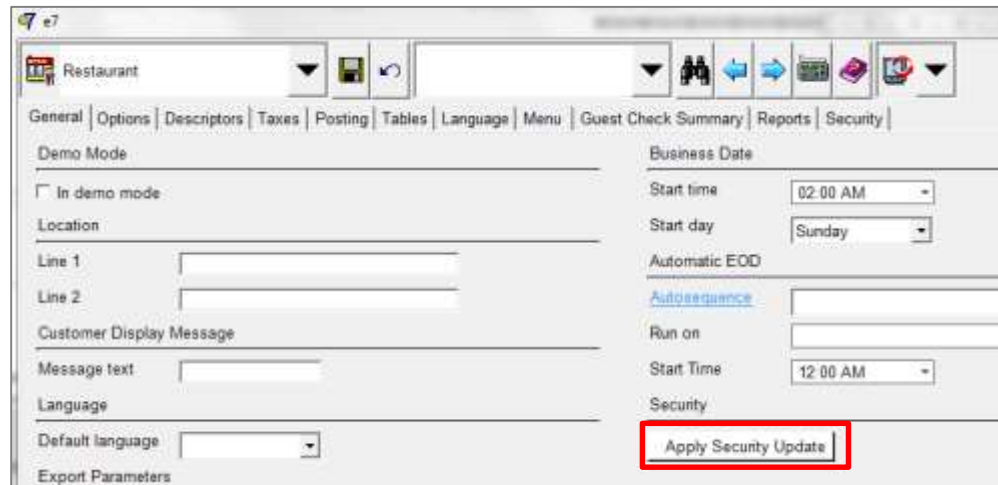 e7
Restaurant
General Options Descriptors Taxes Posting Tables Language Menu Guest Check Summary Reports Security
Demo Mode
In demo mode
Location
Line 1
Line 2
Customer Display Message
Message text
Language
Default language
Export Parameters
Business Date
Start time 02:00 AM
Start day Sunday
Automatic EOD
Autosequence
Run on
Start Time 12:00 AM
Security
Apply Security Update